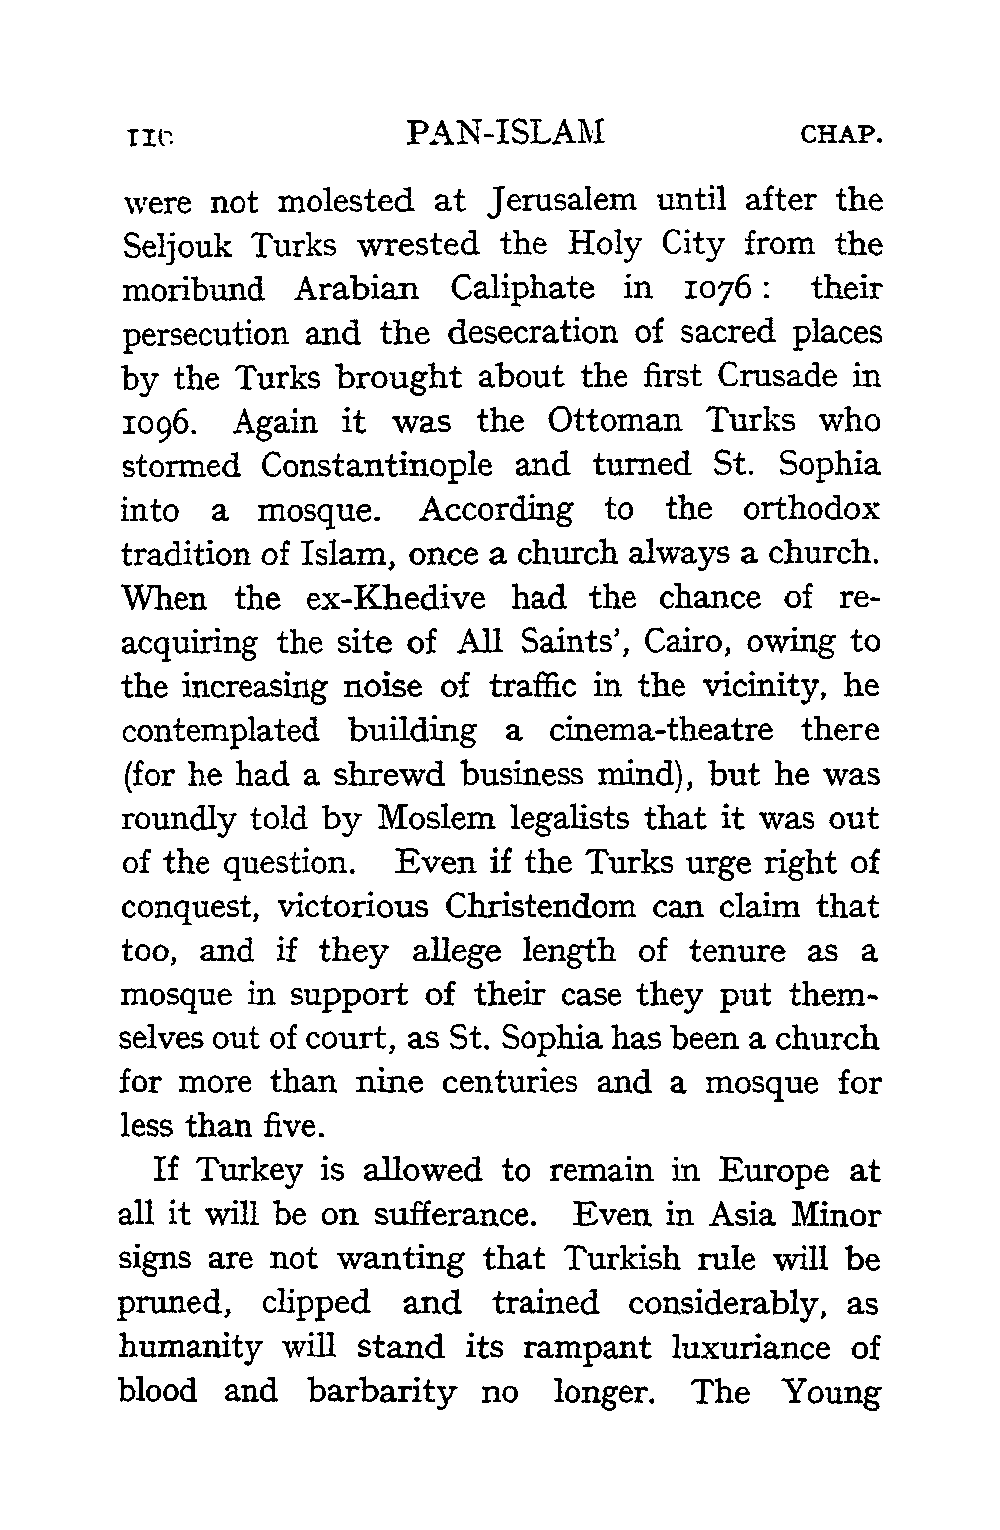 110 PAN-ISLAM CHAP.
were not molested at Jerusalem until after the
Seljouk Turks wrested the Holy City from the
moribund Arabian Caliphate in 1076 : their
persecution and the desecration of sacred places
by the Turks brought about the first Crusade in
1096. Again it was the Ottoman Turks who
stormed Constantinople and turned St. Sophia
into a mosque. According to the orthodox
tradition of Islam, once a church always a church.
When the ex-Khedive had the chance of re-
acquiring the site of All Saints’, Cairo, owing to
the increasing noise of traffic in the vicinity, he
contemplated building a cinema-theatre there
(for he had a shrewd business mind), but he was
roundly told by Moslem legalists that it was out
of the question. Even if the Turks urge right of
conquest, victorious Christendom can claim that
too, and if they allege length of tenure as a
mosque in support of their case they put them-
selves out of court, as St. Sophia has been a church
for more than nine centuries and a mosque for
less than five.
If Turkey is allowed to remain in Europe at
all it will be on sufferance. Even in Asia Minor
signs are not wanting that Turkish rule will be
pruned, clipped and trained considerably, as
humanity will stand its rampant luxuriance of
blood and barbarity no longer. The Young